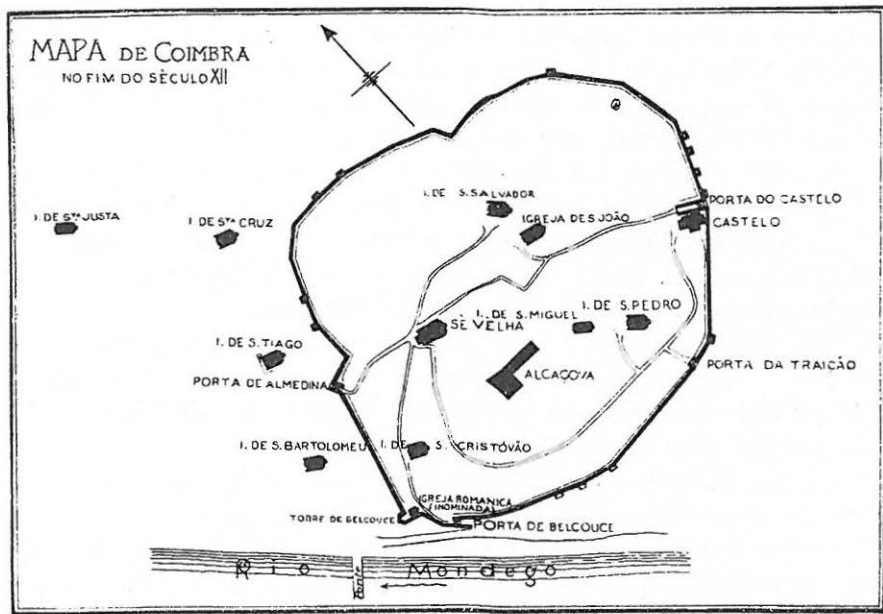 MAPA DE COIMBRA
NO FIM DO SÈCULO XII
I. DE S. SALVADOR
PORTA DO CASTELO
I. DE STA JUSTA
I. DE STA CRUZ
IGREJA DE S JOÃO
CASTELO
I. DE S. MIGUEL
I. DE S. PEDRO
SÉ VELHA
I. DE S. TIAGO
PORTA DA TRAIÇÃO
ALCAÇOVA
PORTA DE ALMEDINA
I. DE S. BARTOLOMEU
I. DE S. CRISTÓVÃO
IGREJA ROMANICA
(INOMINADA)
TORRE DE BELCOUCE
PORTA DE BELCOUCE
Rio Mondego
Ponte